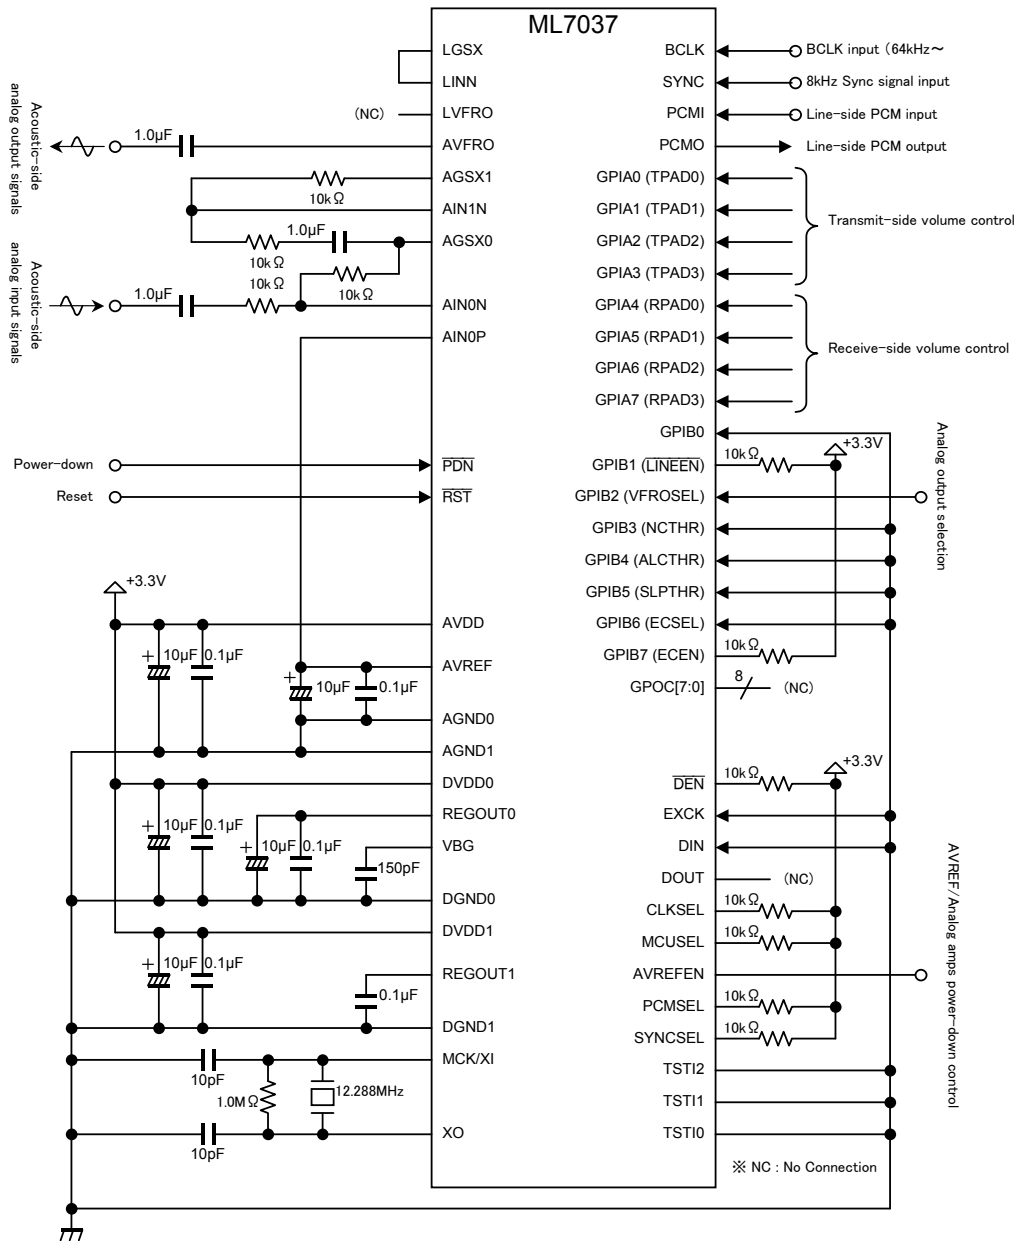 ML7037
LGSX
LINN
(NC)
LVFRO
1.0μF
AVFRO
Acoustic-side
analog output signals
10kΩ
AGSX1
AIN1N
10kΩ
1.0μF
AGSX0
10kΩ
Acoustic-side
analog input signals
1.0μF
10kΩ
AIN0N
AIN0P
Power-down
PDN
Reset
RST
+3.3V
AVDD
+
10μF
0.1μF
AVREF
+
10μF
0.1μF
AGND0
AGND1
DVDD0
+
10μF
0.1μF
REGOUT0
+
10μF
0.1μF
VBG
150pF
DGND0
DVDD1
+
10μF
0.1μF
REGOUT1
0.1μF
DGND1
MCK/XI
10pF
1.0MΩ
12.288MHz
XO
10pF
BCLK
BCLK input (64kHz~
SYNC
8kHz Sync signal input
PCMI
Line-side PCM input
PCMO
Line-side PCM output
GPIA0 (TPAD0)
GPIA1 (TPAD1)
GPIA2 (TPAD2)
GPIA3 (TPAD3)
Transmit-side volume control
GPIA4 (RPAD0)
GPIA5 (RPAD1)
GPIA6 (RPAD2)
GPIA7 (RPAD3)
Receive-side volume control
GPIB0
+3.3V
GPIB1 (LINEEN)
10kΩ
GPIB2 (VFROSEL)
Analog output selection
GPIB3 (NCTHR)
GPIB4 (ALCTHR)
GPIB5 (SLPTHR)
GPIB6 (ECSEL)
GPIB7 (ECEN)
10kΩ
GPOC[7:0]
8
(NC)
+3.3V
DEN
10kΩ
EXCK
DIN
DOUT
(NC)
CLKSEL
10kΩ
MCUSEL
10kΩ
AVREFEN
AVREF/Analog amps power-down control
PCMSEL
10kΩ
SYNCSEL
10kΩ
TSTI2
TSTI1
TSTI0
※ NC : No Connection